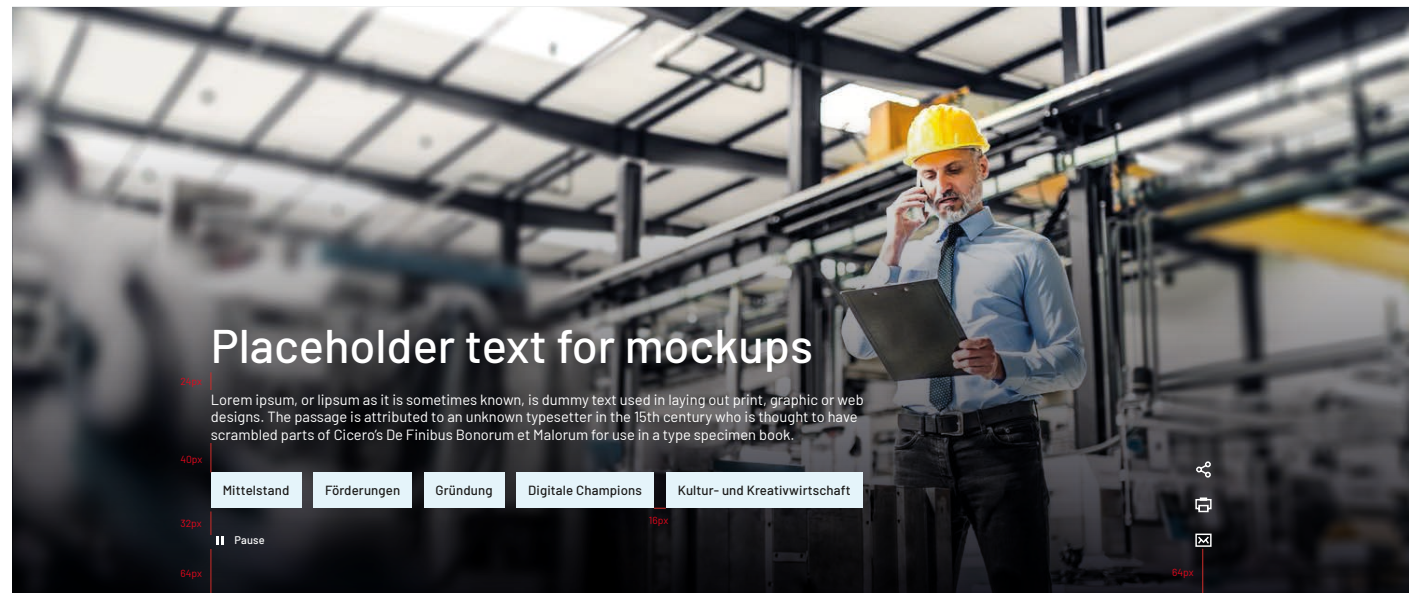 Placeholder text for mockups
24px
Lorem ipsum, or lipsum as it is sometimes known, is dummy text used in laying out print, graphic or web
designs. The passage is attributed to an unknown typesetter in the 15th century who is thought to have
scrambled parts of Cicero's De Finibus Bonorum et Malorum for use in a type specimen book.
40px
Mittelstand Förderungen Gründung Digitale Champions Kultur- und Kreativwirtschaft
32px
16px
Pause
64px
64px